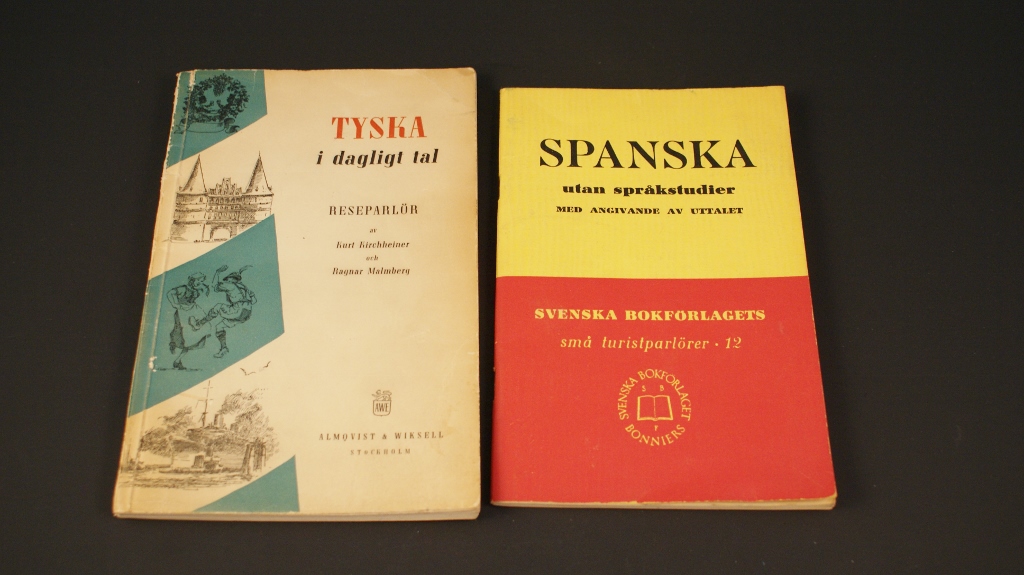 TYSKA
i dagligt tal
RESEPARLÖR
av
Kurt Kirchheiner
och
Ragnar Malmberg
AWE
ALMQVIST & WIKSELL
STOCKHOLM
SPANSKA
utan språkstudier
MED ANGIVANDE AV UTTALET
SVENSKA BOKFÖRLAGETS
små turistparlörer · 12
SVENSKA BOKFÖRLAGET
S B
F
BONNIERS